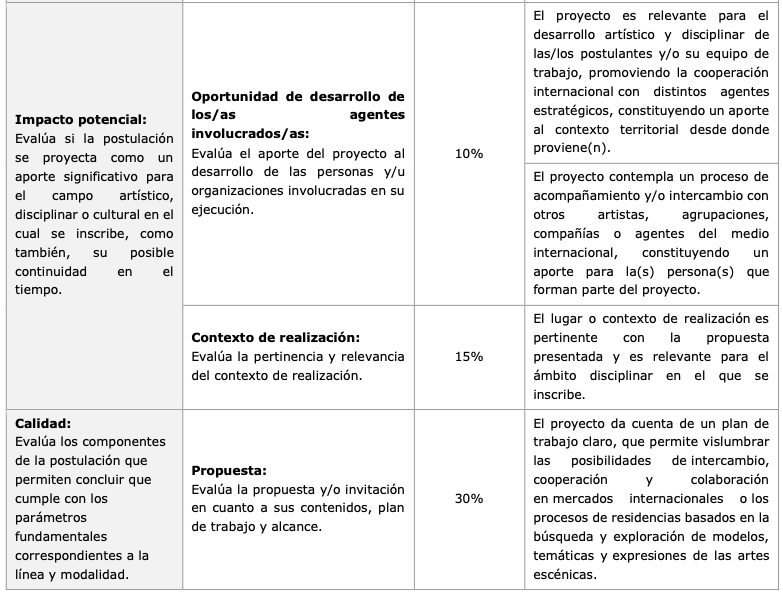 Impacto potencial:
Evalúa si la postulación
se proyecta como un
aporte significativo para
el campo artístico,
disciplinar o cultural en el
cual se inscribe, como
también, su posible
continuidad en el
tiempo.
Oportunidad de desarrollo de
los/as agentes
involucrados/as:
Evalúa el aporte del proyecto al
desarrollo de las personas y/u
organizaciones involucradas en su
ejecución.
10%
El proyecto es relevante para el
desarrollo artístico y disciplinar de
las/los postulantes y/o su equipo de
trabajo, promoviendo la cooperación
internacional con distintos agentes
estratégicos, constituyendo un aporte
al contexto territorial desde donde
proviene(n).
El proyecto contempla un proceso de
acompañamiento y/o intercambio con
otros artistas, agrupaciones,
compañías o agentes del medio
internacional, constituyendo un
aporte para la(s) persona(s) que
forman parte del proyecto.
Contexto de realización:
Evalúa la pertinencia y relevancia
del contexto de realización.
15%
El lugar o contexto de realización es
pertinente con la propuesta
presentada y es relevante para el
ámbito disciplinar en el que se
inscribe.
Calidad:
Evalúa los componentes
de la postulación que
permiten concluir que
cumple con los
parámetros
fundamentales
correspondientes a la
línea y modalidad.
Propuesta:
Evalúa la propuesta y/o invitación
en cuanto a sus contenidos, plan
de trabajo y alcance.
30%
El proyecto da cuenta de un plan de
trabajo claro, que permite vislumbrar
las posibilidades de intercambio,
cooperación y colaboración
en mercados internacionales o los
procesos de residencias basados en la
búsqueda y exploración de modelos,
temáticas y expresiones de las artes
escénicas.